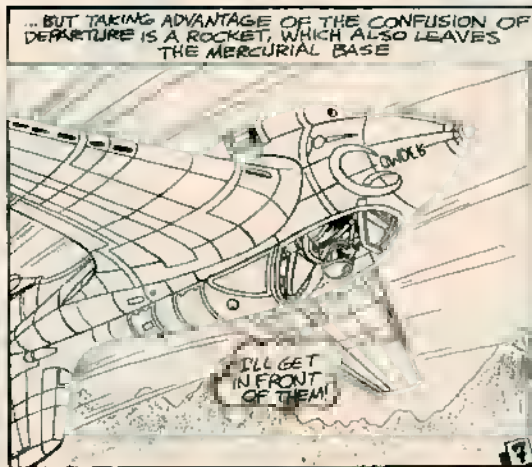 ...BUT TAKING ADVANTAGE OF THE CONFUSION OF
DEPARTURE IS A ROCKET, WHICH ALSO LEAVES
THE MERCURIAL BASE
I'LL GET
IN FRONT
OF THEM!